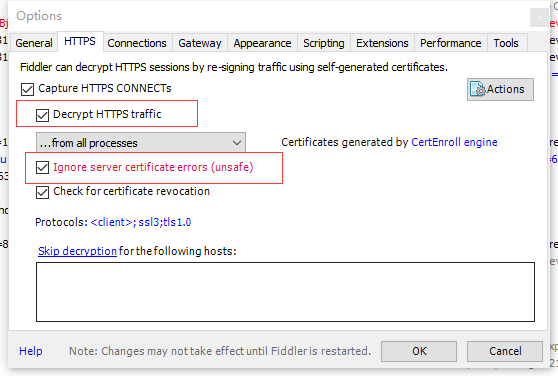 Options
General HTTPS Connections Gateway Appearance Scripting Extensions Performance Tools
Fiddler can decrypt HTTPS sessions by re-signing traffic using self-generated certificates.
Capture HTTPS CONNECTs
Actions
Decrypt HTTPS traffic
...from all processes
Certificates generated by CertEnroll engine
Ignore server certificate errors (unsafe)
Check for certificate revocation
Protocols: <client>; ssl3;tls1.0
Skip decryption for the following hosts:
Help
Note: Changes may not take effect until Fiddler is restarted.
OK
Cancel